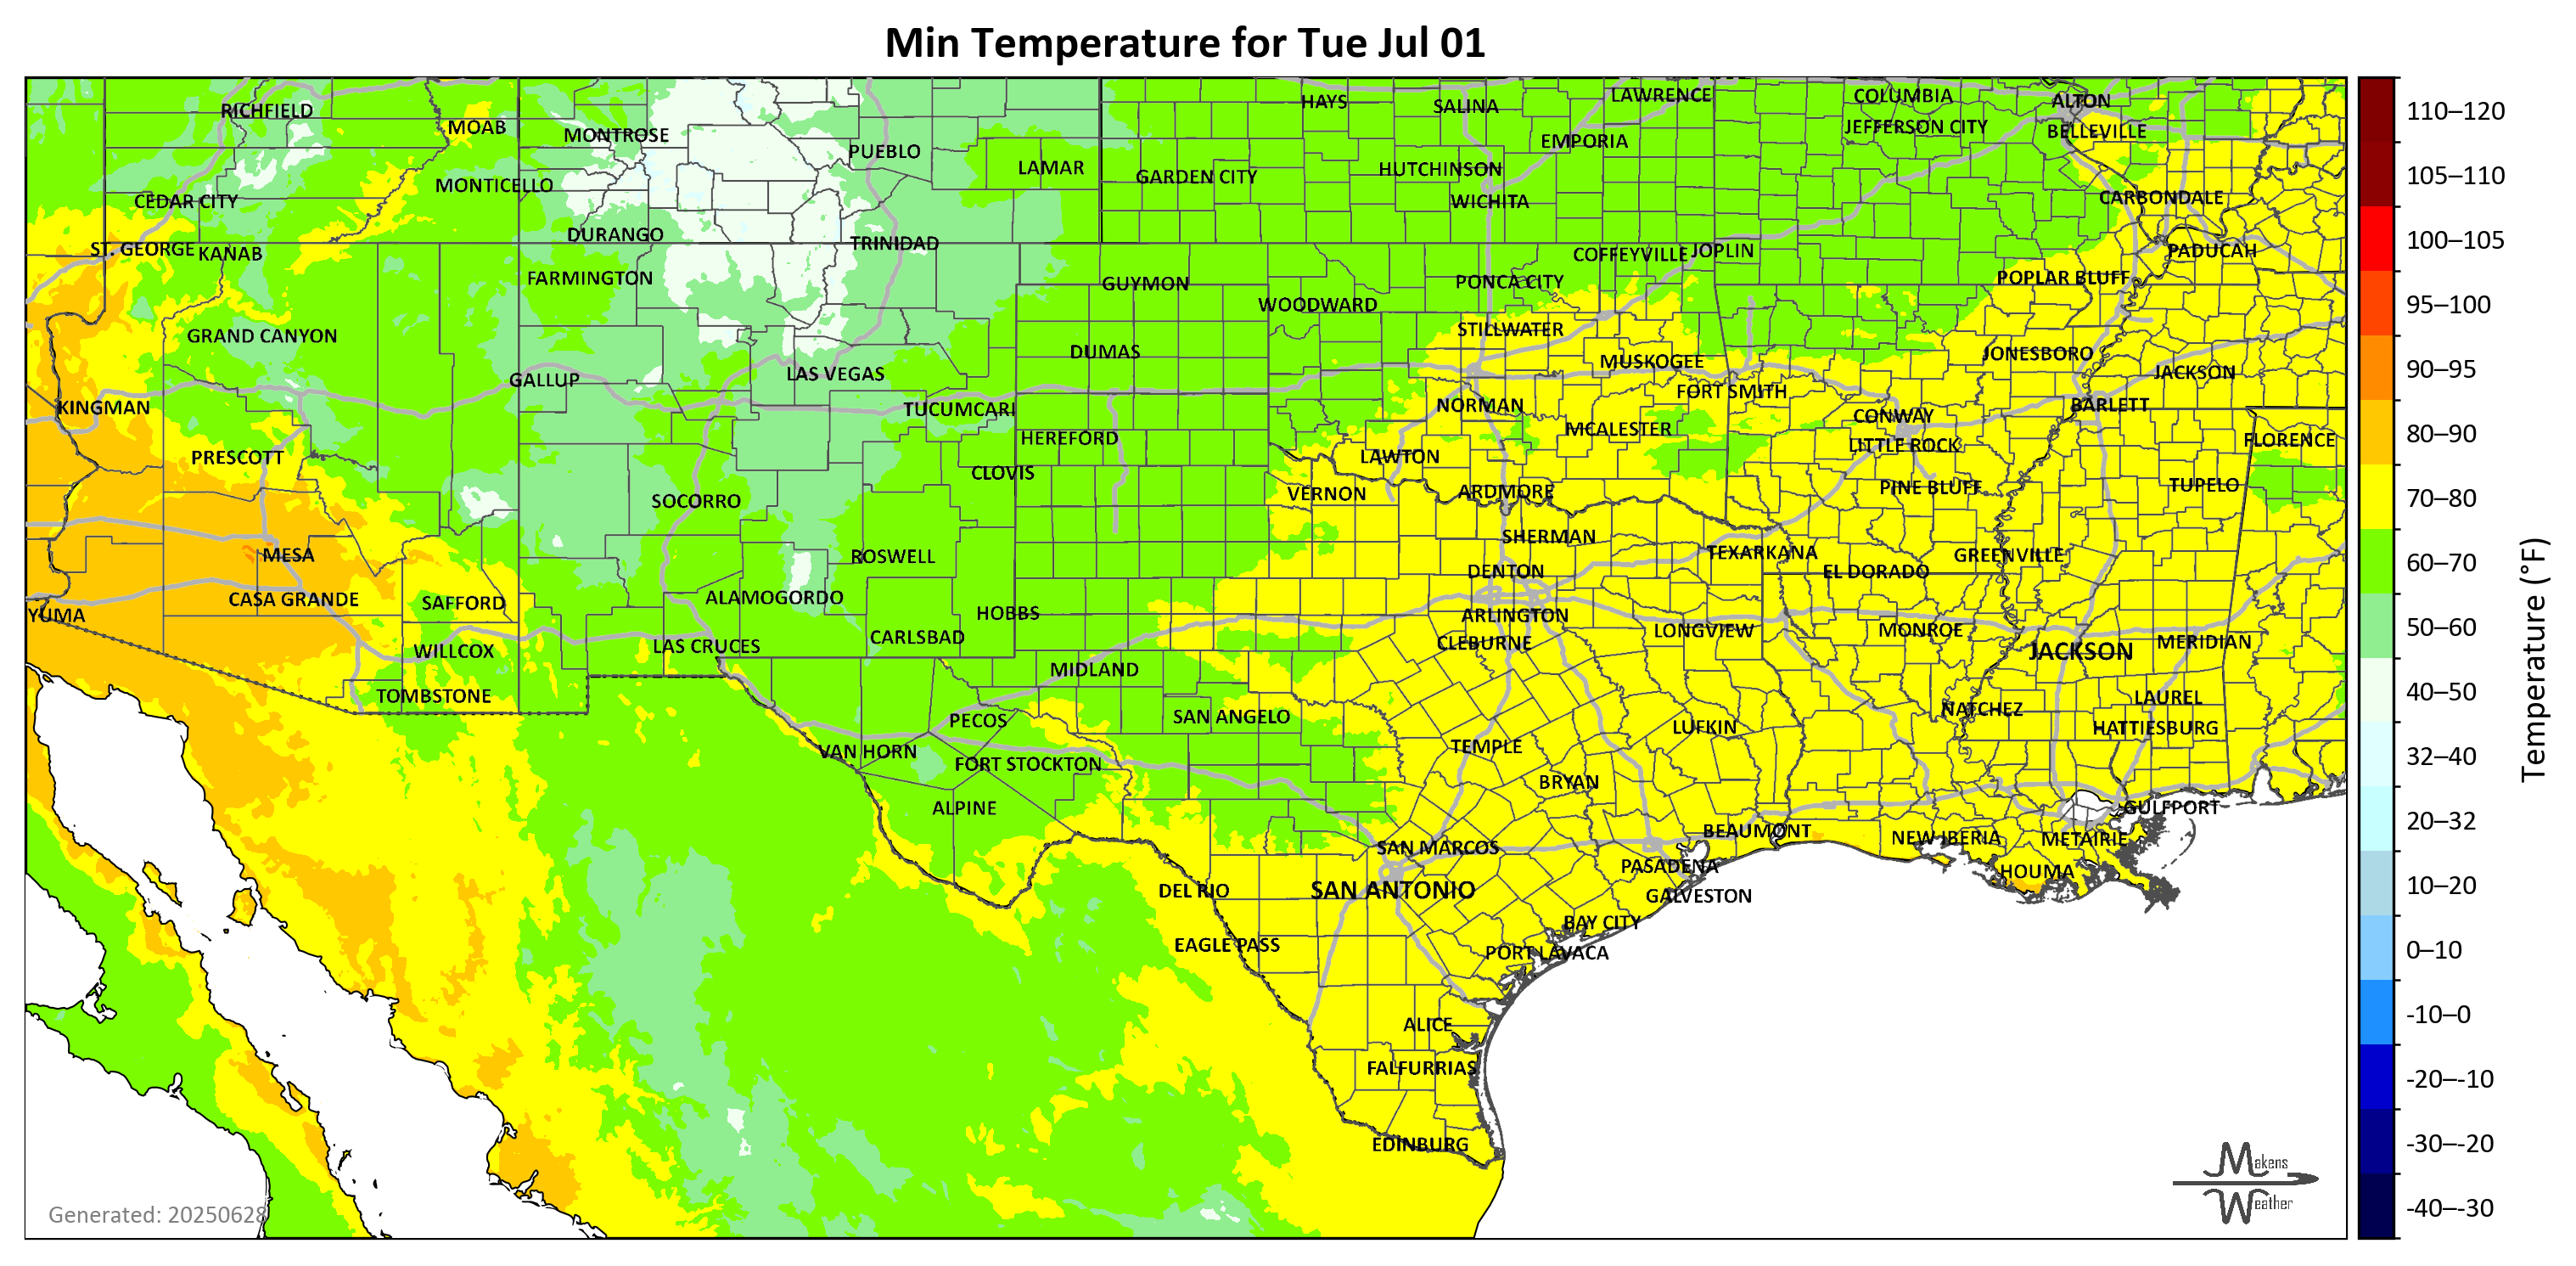 Min Temperature for Tue Jul 01
RICHFIELD
MOAB
MONTROSE
PUEBLO
LAMAR
HAYS
SALINA
LAWRENCE
COLUMBIA
ALTON
JEFFERSON CITY
BELLEVILLE
EMPORIA
MONTICELLO
GARDEN CITY
HUTCHINSON
CEDAR CITY
WICHITA
CARBONDALE
DURANGO
TRINIDAD
ST. GEORGE
KANAB
COFFEYVILLE
JOPLIN
PADUCAH
FARMINGTON
GUYMON
PONCA CITY
POPLAR BLUFF
WOODWARD
GRAND CANYON
STILLWATER
DUMAS
MUSKOGEE
JONESBORO
GALLUP
LAS VEGAS
FORT SMITH
JACKSON
KINGMAN
TUCUMCARI
NORMAN
CONWAY
BARLETT
HEREFORD
MCALESTER
LITTLE ROCK
FLORENCE
PRESCOTT
CLOVIS
LAWTON
SOCORRO
VERNON
ARDMORE
PINE BLUFF
TUPELO
MESA
ROSWELL
SHERMAN
TEXARKANA
GREENVILLE
DENTON
EL DORADO
CASA GRANDE
SAFFORD
ALAMOGORDO
HOBBS
YUMA
ARLINGTON
WILLCOX
LAS CRUCES
CARLSBAD
CLEBURNE
LONGVIEW
MONROE
JACKSON
MERIDIAN
MIDLAND
TOMBSTONE
LAUREL
PECOS
SAN ANGELO
NATCHEZ
LUFKIN
HATTIESBURG
VAN HORN
FORT STOCKTON
TEMPLE
BRYAN
ALPINE
GULFPORT
SAN MARCOS
BEAUMONT
NEW IBERIA
METAIRIE
DEL RIO
SAN ANTONIO
PASADENA
HOUMA
GALVESTON
BAY CITY
EAGLE PASS
PORT LAVACA
ALICE
FALFURRIAS
EDINBURG
Generated: 20250628
Makens
Weather
110–120
105–110
100–105
95–100
90–95
80–90
70–80
60–70
50–60
40–50
32–40
20–32
10–20
0–10
-10–0
-20–-10
-30–-20
-40–-30
Temperature (°F)